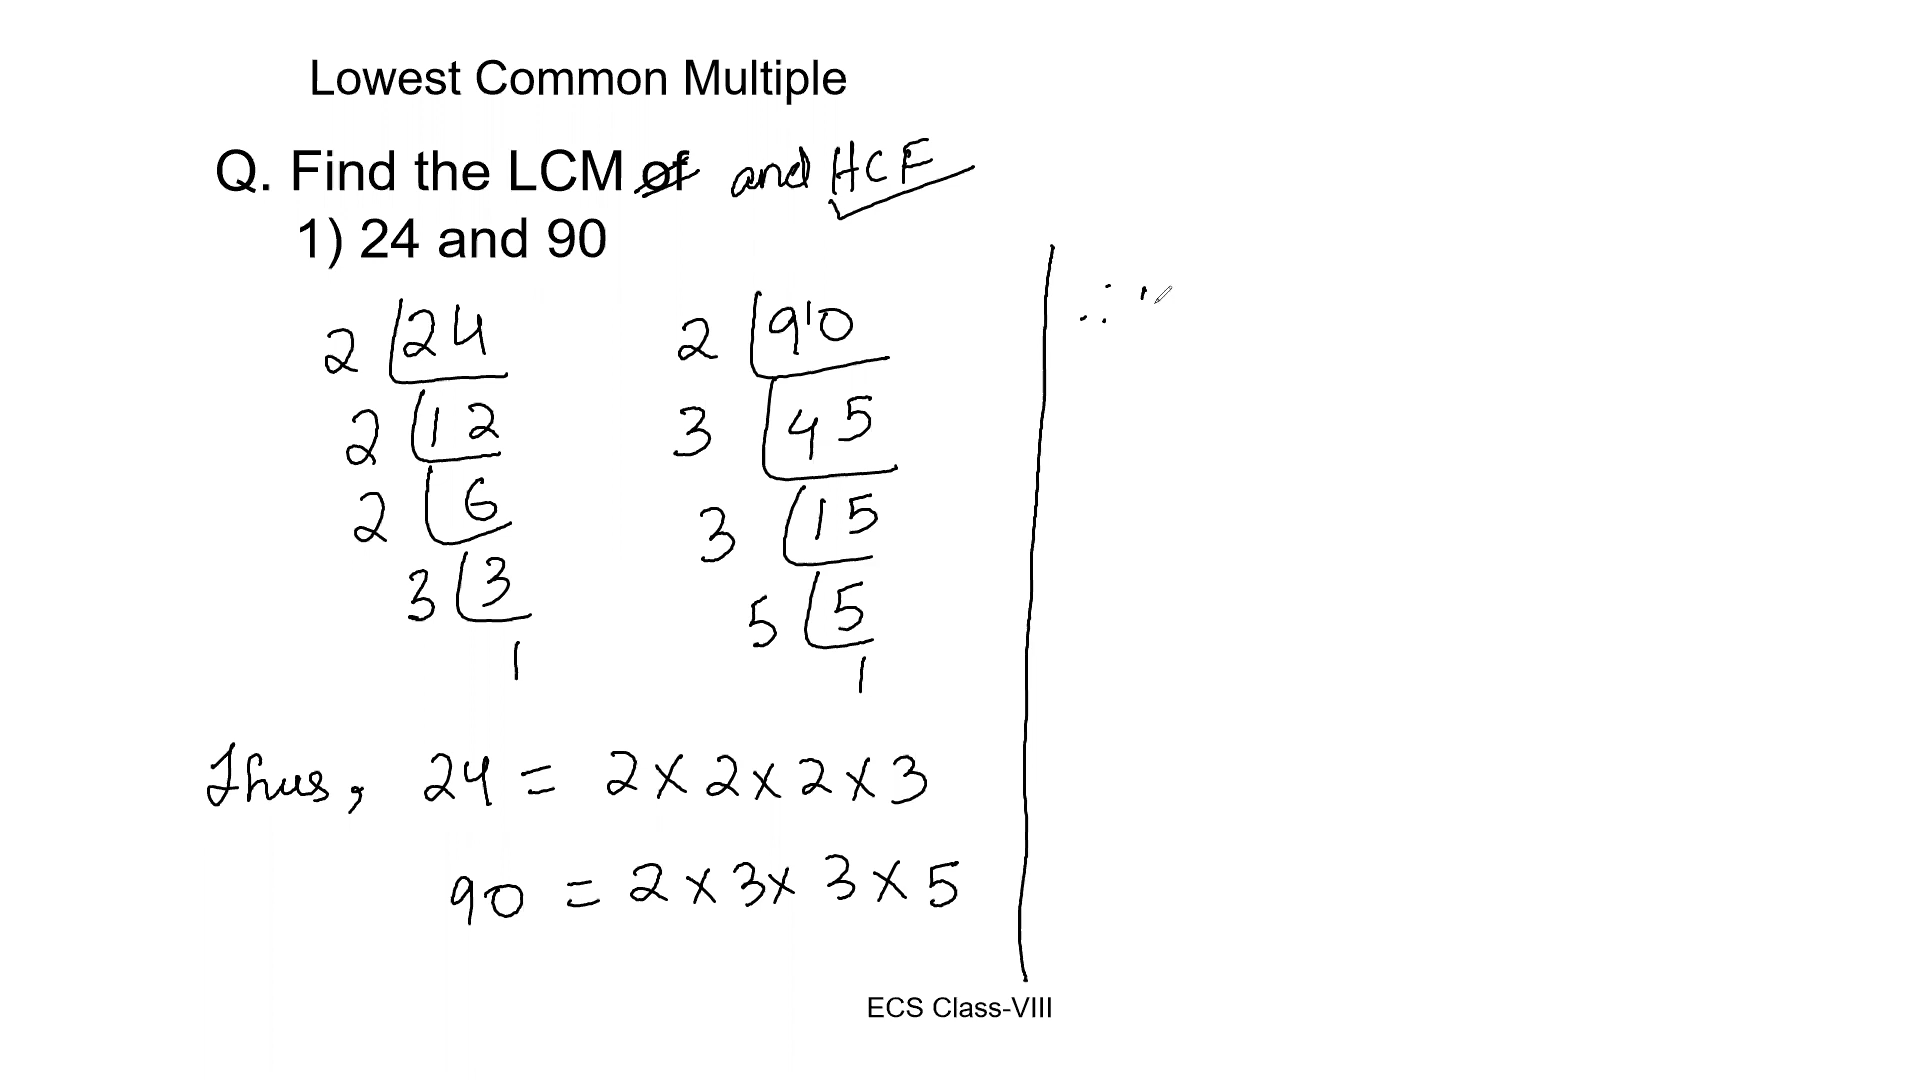 Lowest Common Multiple
Q. Find the LCM of and HCF
1) 24 and 90
2 24
2 12
2 6
3 3
1
2 90
3 45
3 15
5 5
1
Thus, 24 = 2 × 2 × 2 × 3
90 = 2 × 3 × 3 × 5
∴
ECS Class-VIII